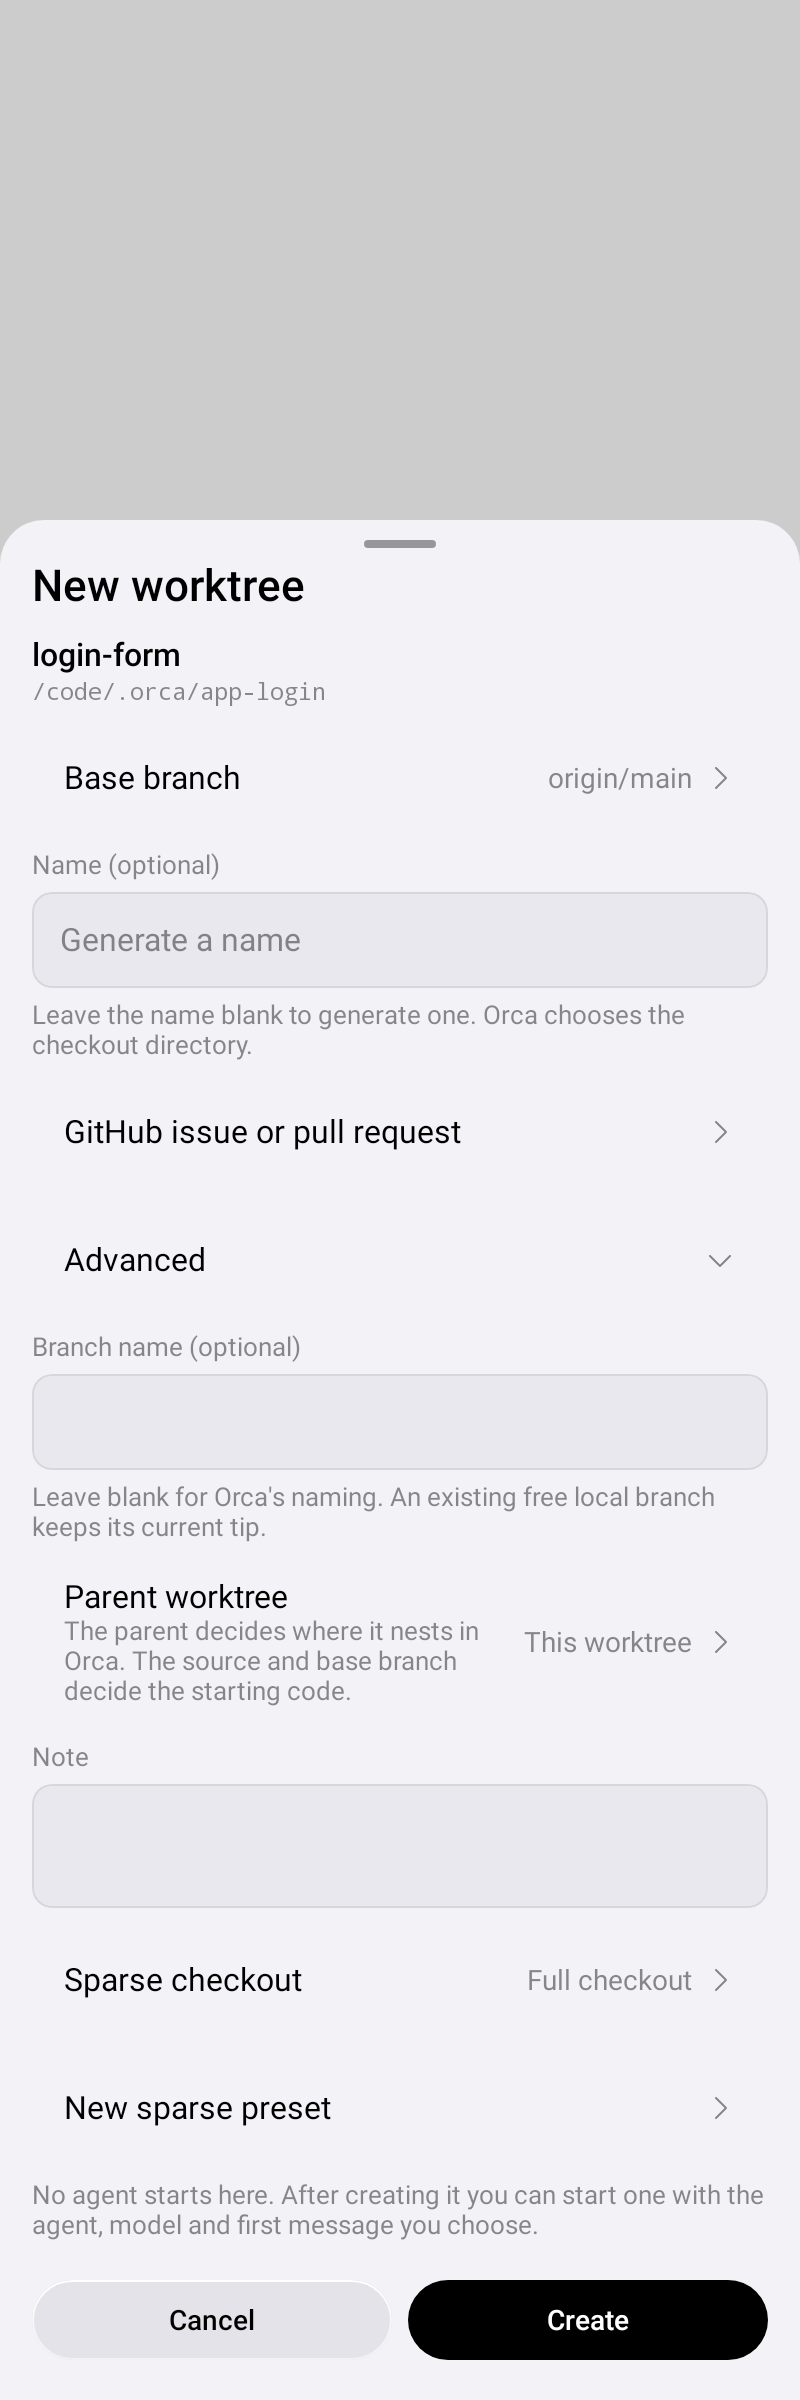 New worktree
login-form
/code/.orca/app-login
Base branch
origin/main
Name (optional)
Generate a name
Leave the name blank to generate one. Orca chooses the
checkout directory.
GitHub issue or pull request
Advanced
Branch name (optional)
Leave blank for Orca's naming. An existing free local branch
keeps its current tip.
Parent worktree
The parent decides where it nests in
Orca. The source and base branch
decide the starting code.
This worktree
Note
Sparse checkout
Full checkout
New sparse preset
No agent starts here. After creating it you can start one with the
agent, model and first message you choose.
Cancel
Create